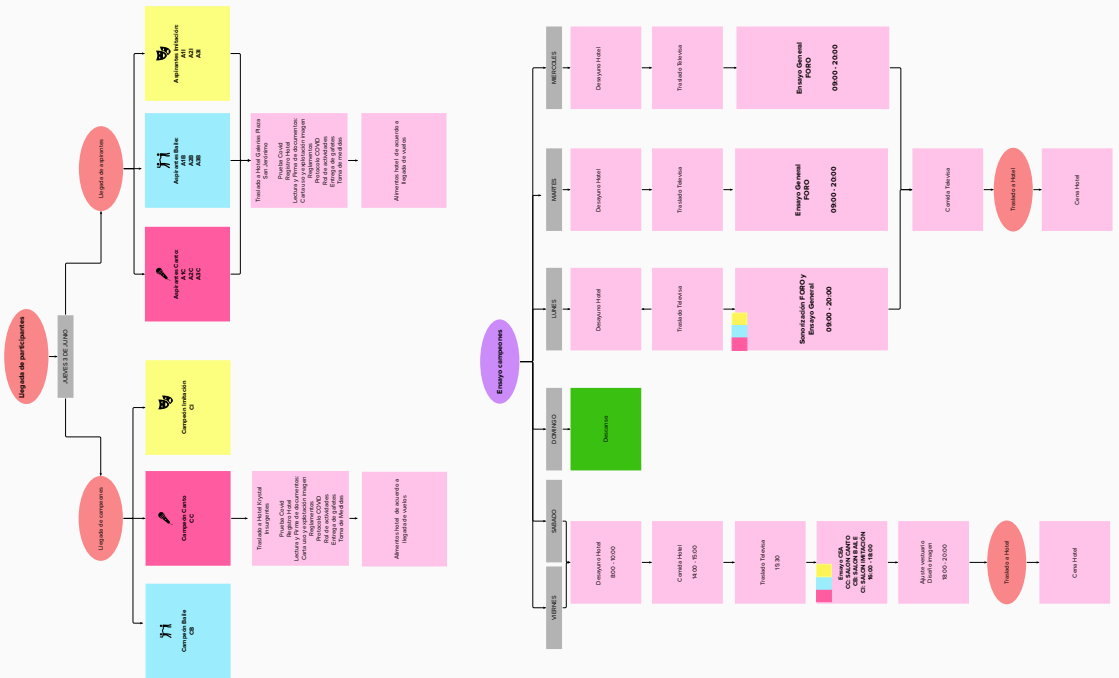 Llegada de participantes
JUEVES 3 DE JUNIO
Llegada de campeones
Campeón Baile
CB
Campeón Canto
CC
Campeón Imitación
CI
Traslado a Hotel Krystal
Insurgentes
Prueba Covid
Registro Hotel
Lectura y Firma de documentos:
Carta uso y explotación imagen
Reglamentos
Protocolo COVID
Rol de actividades
Entrega de gafetes
Toma de Medidas
Alimentos hotel de acuerdo a
llegada de vuelos
Llegada de aspirantes
Aspirantes Canto:
A1C
A2C
A3C
Aspirantes Baile:
A1B
A2B
A3B
Aspirantes Imitación:
A1I
A2I
A3I
Traslado a Hotel Galerías Plaza
San Jerónimo
Prueba Covid
Registro Hotel
Lectura y Firma de documentos:
Carta uso y explotación imagen
Reglamentos
Protocolo COVID
Rol de actividades
Entrega de gafetes
Toma de medidas
Alimentos hotel de acuerdo a
llegada de vuelos
Ensayo campeones
VIERNES
SABADO
Desayuno Hotel
8:00 - 10:00
Comida Hotel
14:00 - 15:00
Traslado Televisa
15:30
Ensayo CBA
CC: SALON CANTO
CB: SALON BAILE
CI: SALON IMITACIÓN
16:00 - 18:00
Ajuste vestuario
Diseño imagen
18:00 - 20:00
Traslado a Hotel
Cena Hotel
DOMINGO
Descanso
LUNES
Desayuno Hotel
Traslado Televisa
Sonorización FORO y
Ensayo General
09:00 - 20:00
MARTES
Desayuno Hotel
Traslado Televisa
Ensayo General
FORO
09:00 - 20:00
MIERCOLES
Desayuno Hotel
Traslado Televisa
Ensayo General
FORO
09:00 - 20:00
Comida Televisa
Traslado a Hotel
Cena Hotel